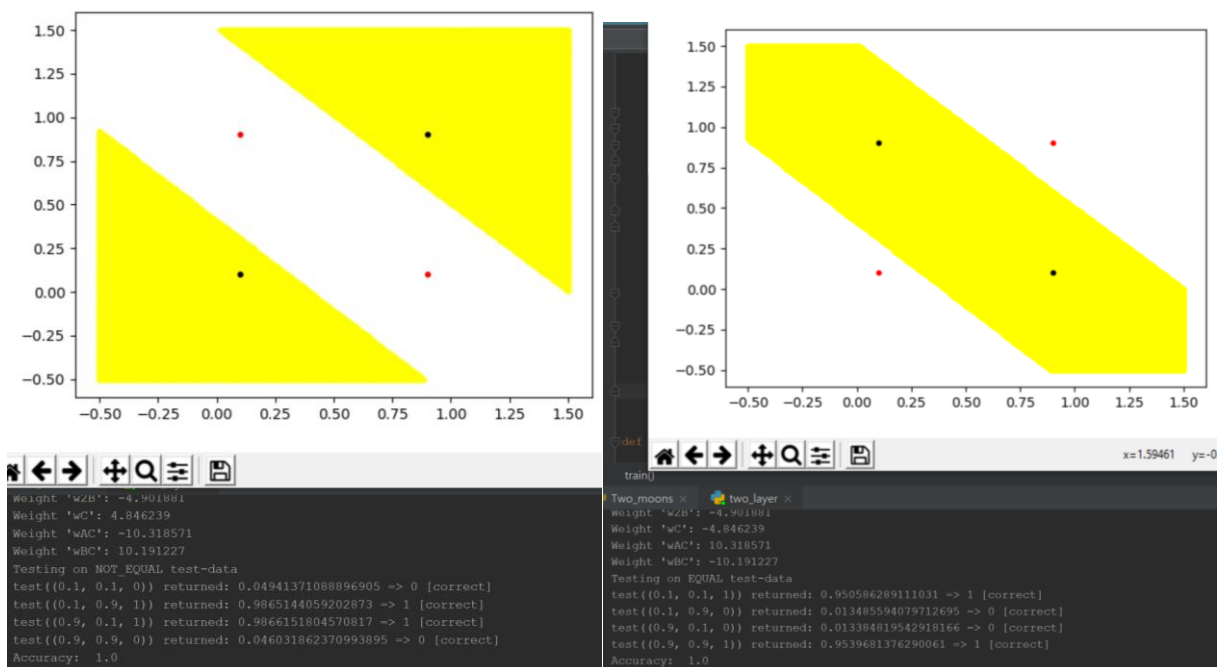 1.50
1.25
1.00
0.75
0.50
0.25
0.00
−0.25
−0.50
−0.50 −0.25 0.00 0.25 0.50 0.75 1.00 1.25 1.50
Weight 'w2B': -4.901881
Weight 'wC': 4.846239
Weight 'wAC': -10.318571
Weight 'wBC': 10.191227
Testing on NOT_EQUAL test-data
test((0.1, 0.1, 0)) returned: 0.04941371088896905 => 0 [correct]
test((0.1, 0.9, 1)) returned: 0.9865144059202873 => 1 [correct]
test((0.9, 0.1, 1)) returned: 0.9866151804570817 => 1 [correct]
test((0.9, 0.9, 0)) returned: 0.046031862370993895 => 0 [correct]
Accuracy:  1.0
1.50
1.25
1.00
0.75
0.50
0.25
0.00
−0.25
−0.50
−0.50 −0.25 0.00 0.25 0.50 0.75 1.00 1.25 1.50
def
x=1.59461 y=-0
train()
Two_moons × two_layer ×
Weight 'w2B': -4.901881
Weight 'wC': -4.846239
Weight 'wAC': 10.318571
Weight 'wBC': -10.191227
Testing on EQUAL test-data
test((0.1, 0.1, 1)) returned: 0.950586289111031 => 1 [correct]
test((0.1, 0.9, 0)) returned: 0.013485594079712695 => 0 [correct]
test((0.9, 0.1, 0)) returned: 0.013384819542918166 => 0 [correct]
test((0.9, 0.9, 1)) returned: 0.9539681376290061 => 1 [correct]
Accuracy:  1.0